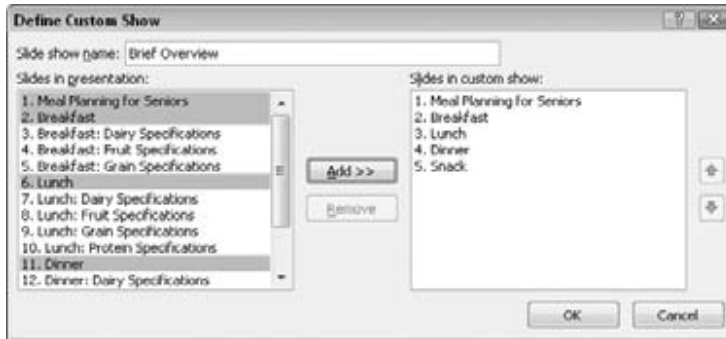 Define Custom Show
Slide show name: Brief Overview
Slides in presentation:
1. Meal Planning for Seniors
2. Breakfast
3. Breakfast: Dairy Specifications
4. Breakfast: Fruit Specifications
5. Breakfast: Grain Specifications
6. Lunch
7. Lunch: Dairy Specifications
8. Lunch: Fruit Specifications
9. Lunch: Grain Specifications
10. Lunch: Protein Specifications
11. Dinner
12. Dinner: Dairy Specifications
Add >>
Remove
Slides in custom show:
1. Meal Planning for Seniors
2. Breakfast
3. Lunch
4. Dinner
5. Snack
OK
Cancel